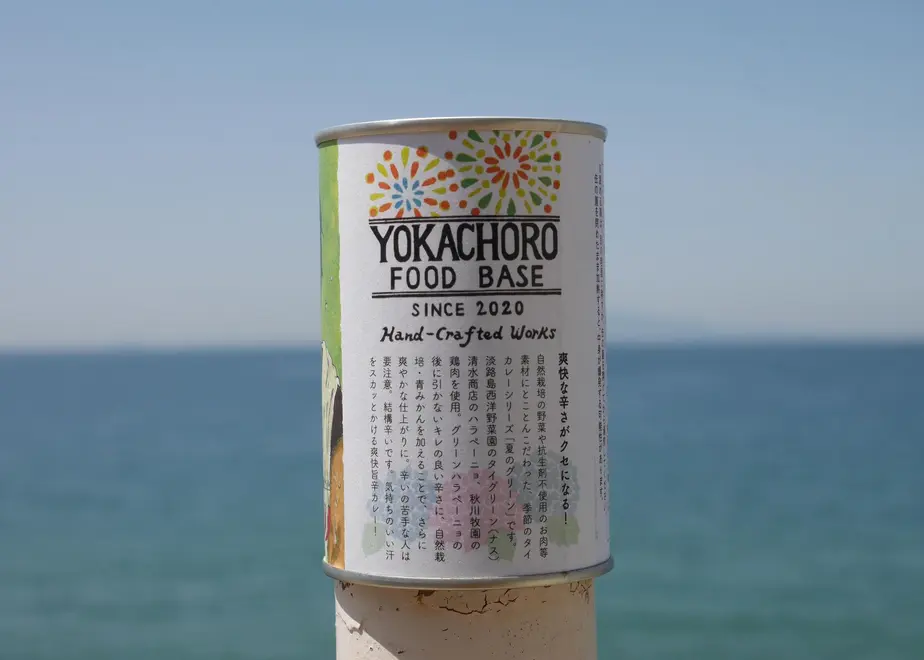 YOKACHORO
FOOD BASE
SINCE 2020
Hand-Crafted Works
爽快な辛さがクセになる!
自然栽培の野菜や抗生剤不使用のお肉等
素材にとことんこだわった、季節のタイ
カレーシリーズ「夏のグリーン」です。
淡路島西洋野菜園のタイグリーン(ナス)
清水商店のハラペーニョ、秋川牧園の
鶏肉を使用。グリーンハラペーニョの
後に引かないキレの良い辛さに、自然栽
培・青みかんを加えることで、さらに
爽やかな仕上がりに。辛いの苦手な人は
要注意。結構辛いです。気持ちのいい汗
をスカッとかける爽快旨辛カレー!